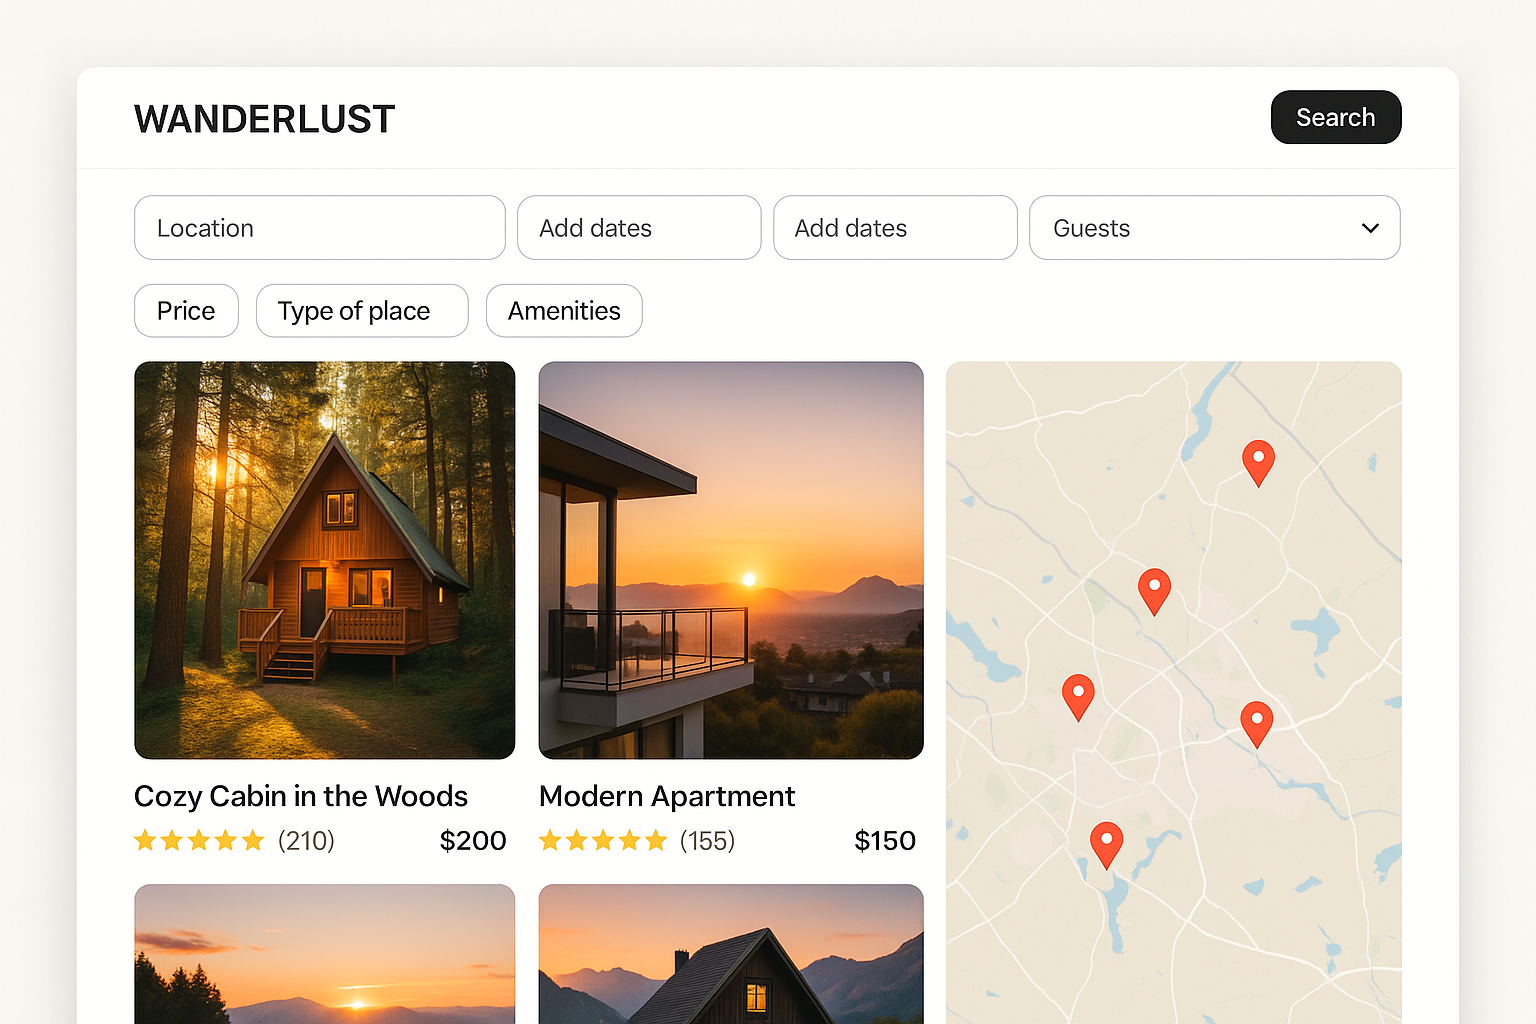 WANDERLUST
Search
Location
Add dates
Add dates
Guests
Price
Type of place
Amenities
Cozy Cabin in the Woods
(210)
$200
Modern Apartment
(155)
$150